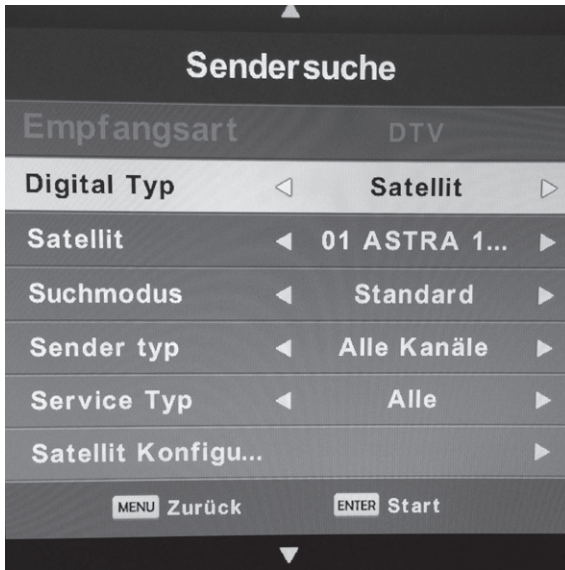 Sendersuche
Empfangsart DTV
Digital Typ Satellit
Satellit 01 ASTRA 1...
Suchmodus Standard
Sender typ Alle Kanäle
Service Typ Alle
Satellit Konfigu...
MENU Zurück ENTER Start